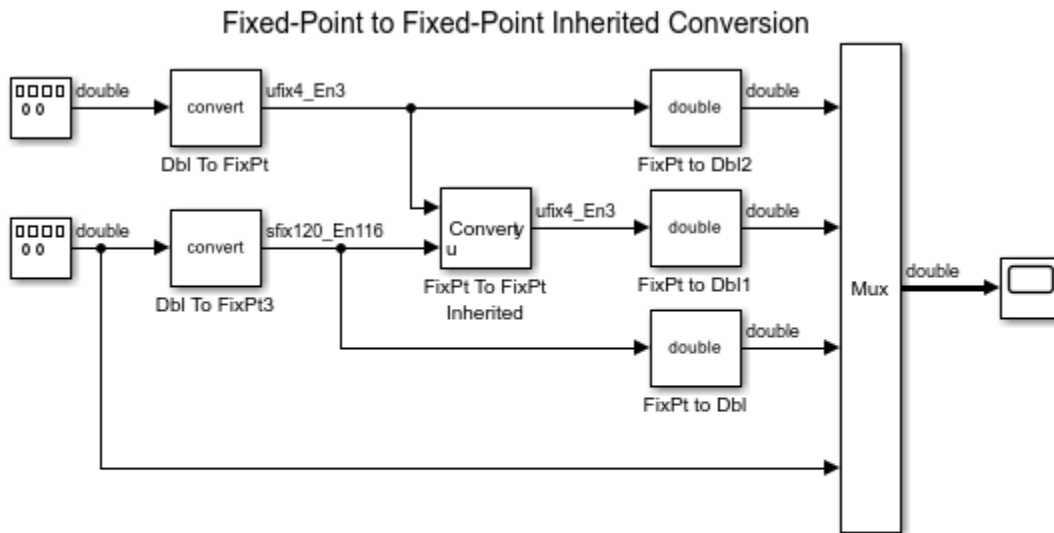 Fixed-Point to Fixed-Point Inherited Conversion
double
convert
ufix4_En3
double
double
Dbl To FixPt
FixPt to Dbl2
double
convert
sfix120_En116
Convert
y
u
ufix4_En3
double
double
Dbl To FixPt3
FixPt To FixPt
Inherited
FixPt to Dbl1
Mux
double
double
double
FixPt to Dbl